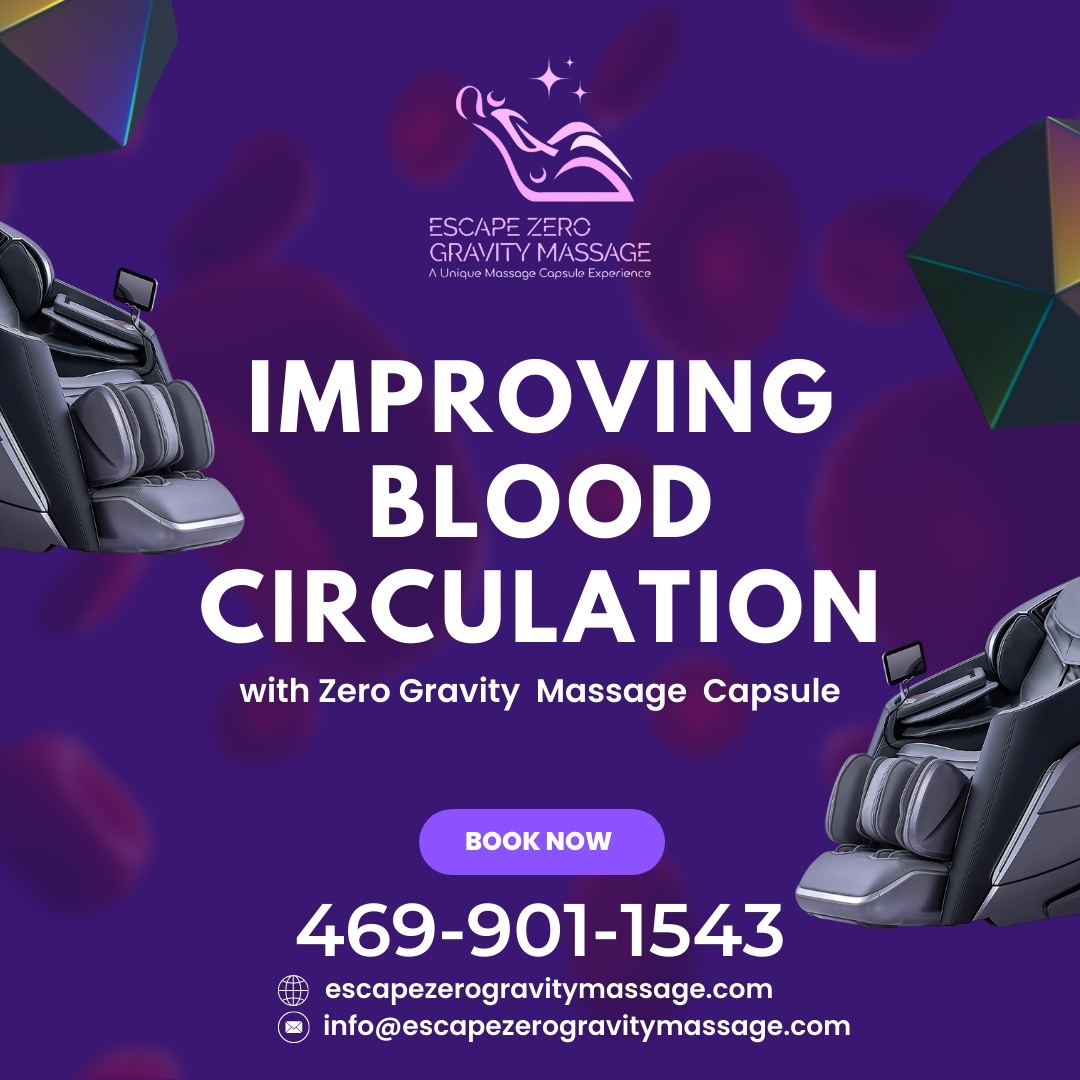 ESCAPE ZERO
GRAVITY MASSAGE
A Unique Massage Capsule Experience
IMPROVING
BLOOD
CIRCULATION
with Zero Gravity Massage Capsule
BOOK NOW
469-901-1543
escapezerogravitymassage.com
info@escapezerogravitymassage.com